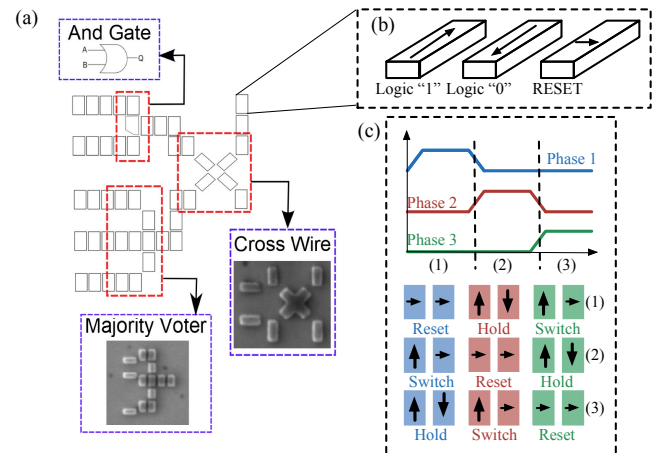 (a)
And Gate
A
B
Q
(b)
Logic “1”
Logic “0”
RESET
(c)
Phase 1
Phase 2
Phase 3
(1)
(2)
(3)
Cross Wire
Majority Voter
(1)
Reset
Hold
Switch
(2)
Switch
Reset
Hold
(3)
Hold
Switch
Reset